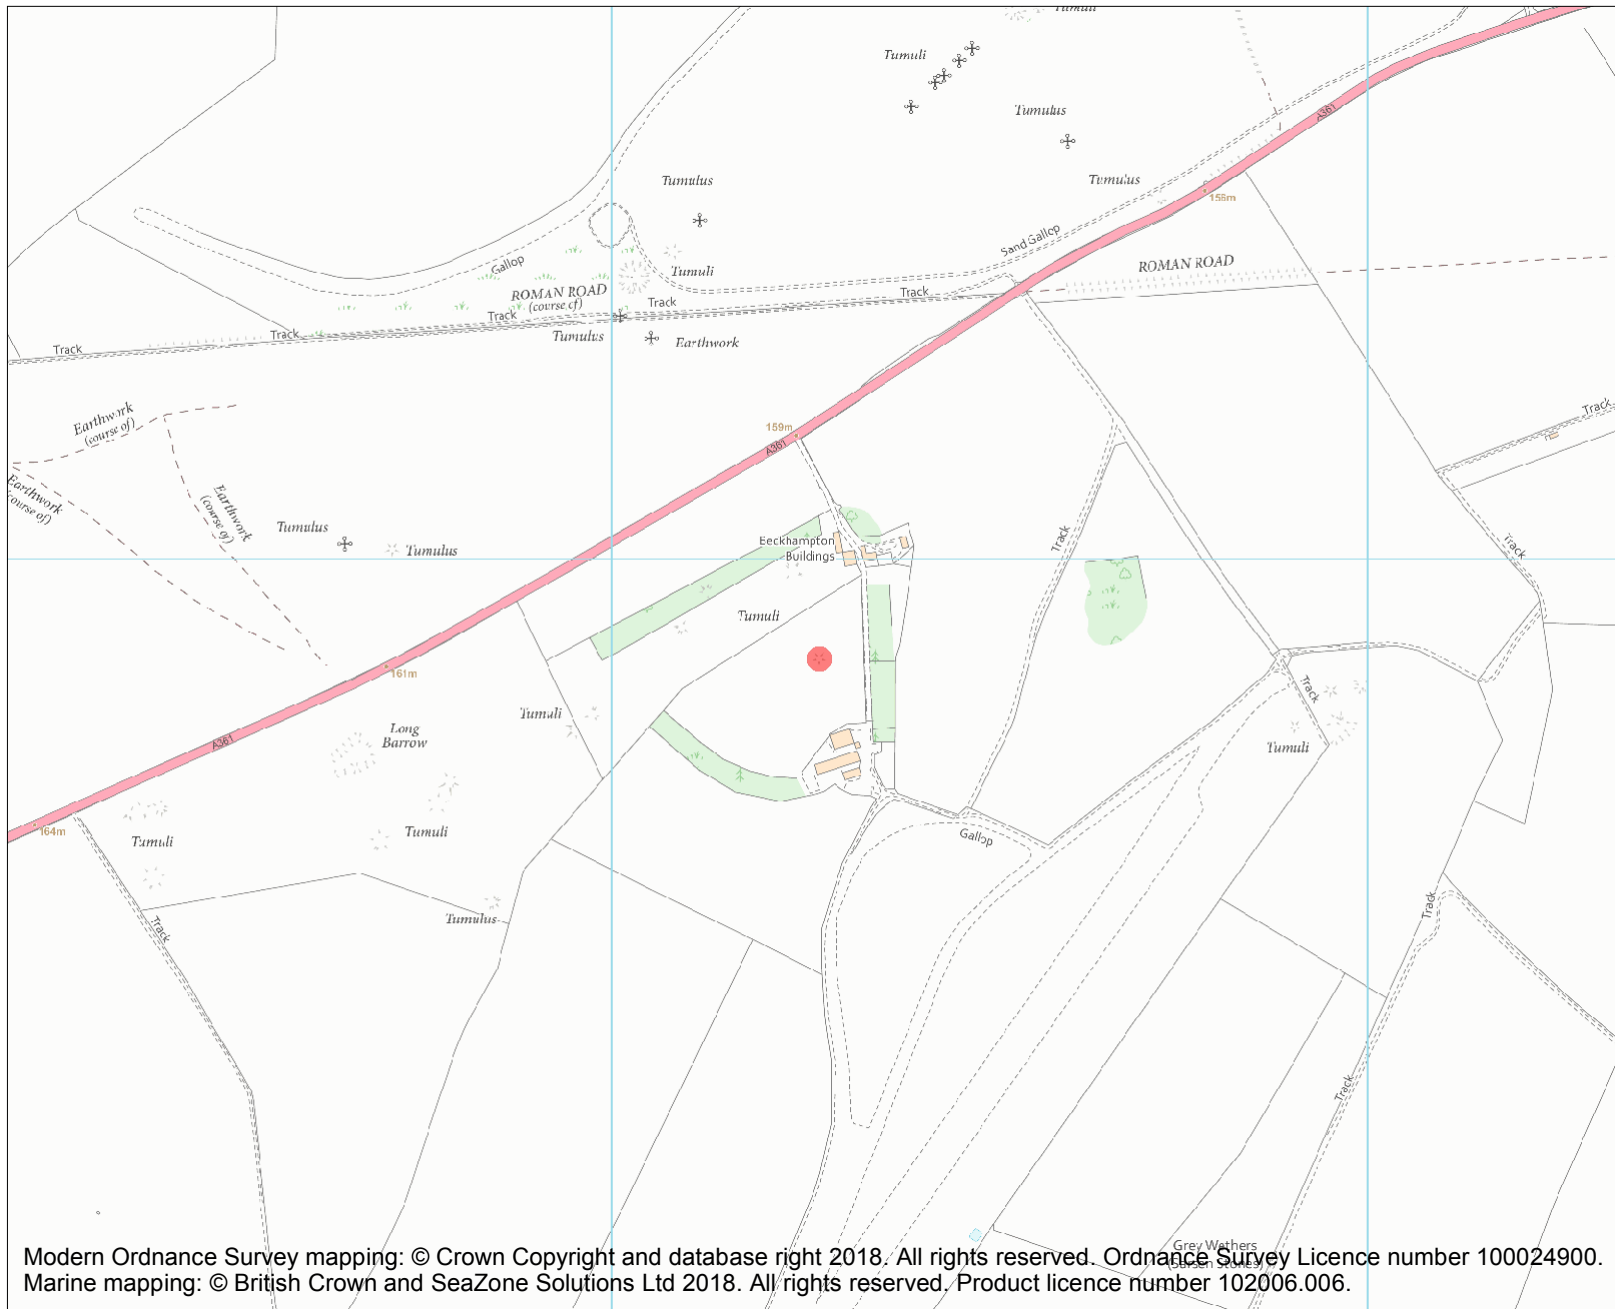 Tumuli
Tumuli
Tumulus
A361
Tumulus
Tumulus
158m
Sand Gallop
ROMAN ROAD
Gallop
Tumuli
ROMAN ROAD
(course of)
Track
Track
Track
Track
Track
Tumulus
Earthwork
Earthwork
(course of)
Track
159m
A361
Earthwork
(course of)
Earthwork
(course of)
Tumulus
Tumulus
Eeckhampton
Buildings
Track
Track
Tumuli
161m
Track
Tumuli
Long
Barrow
A361
Tumuli
164m
Tumuli
Tumuli
Gallop
Track
Tumulus
Track
Track
Grey Wethers
(Sarsen Stones)
Modern Ordnance Survey mapping: © Crown Copyright and database right 2018. All rights reserved. Ordnance Survey Licence number 100024900.
Marine mapping: © British Crown and SeaZone Solutions Ltd 2018. All rights reserved. Product licence number 102006.006.